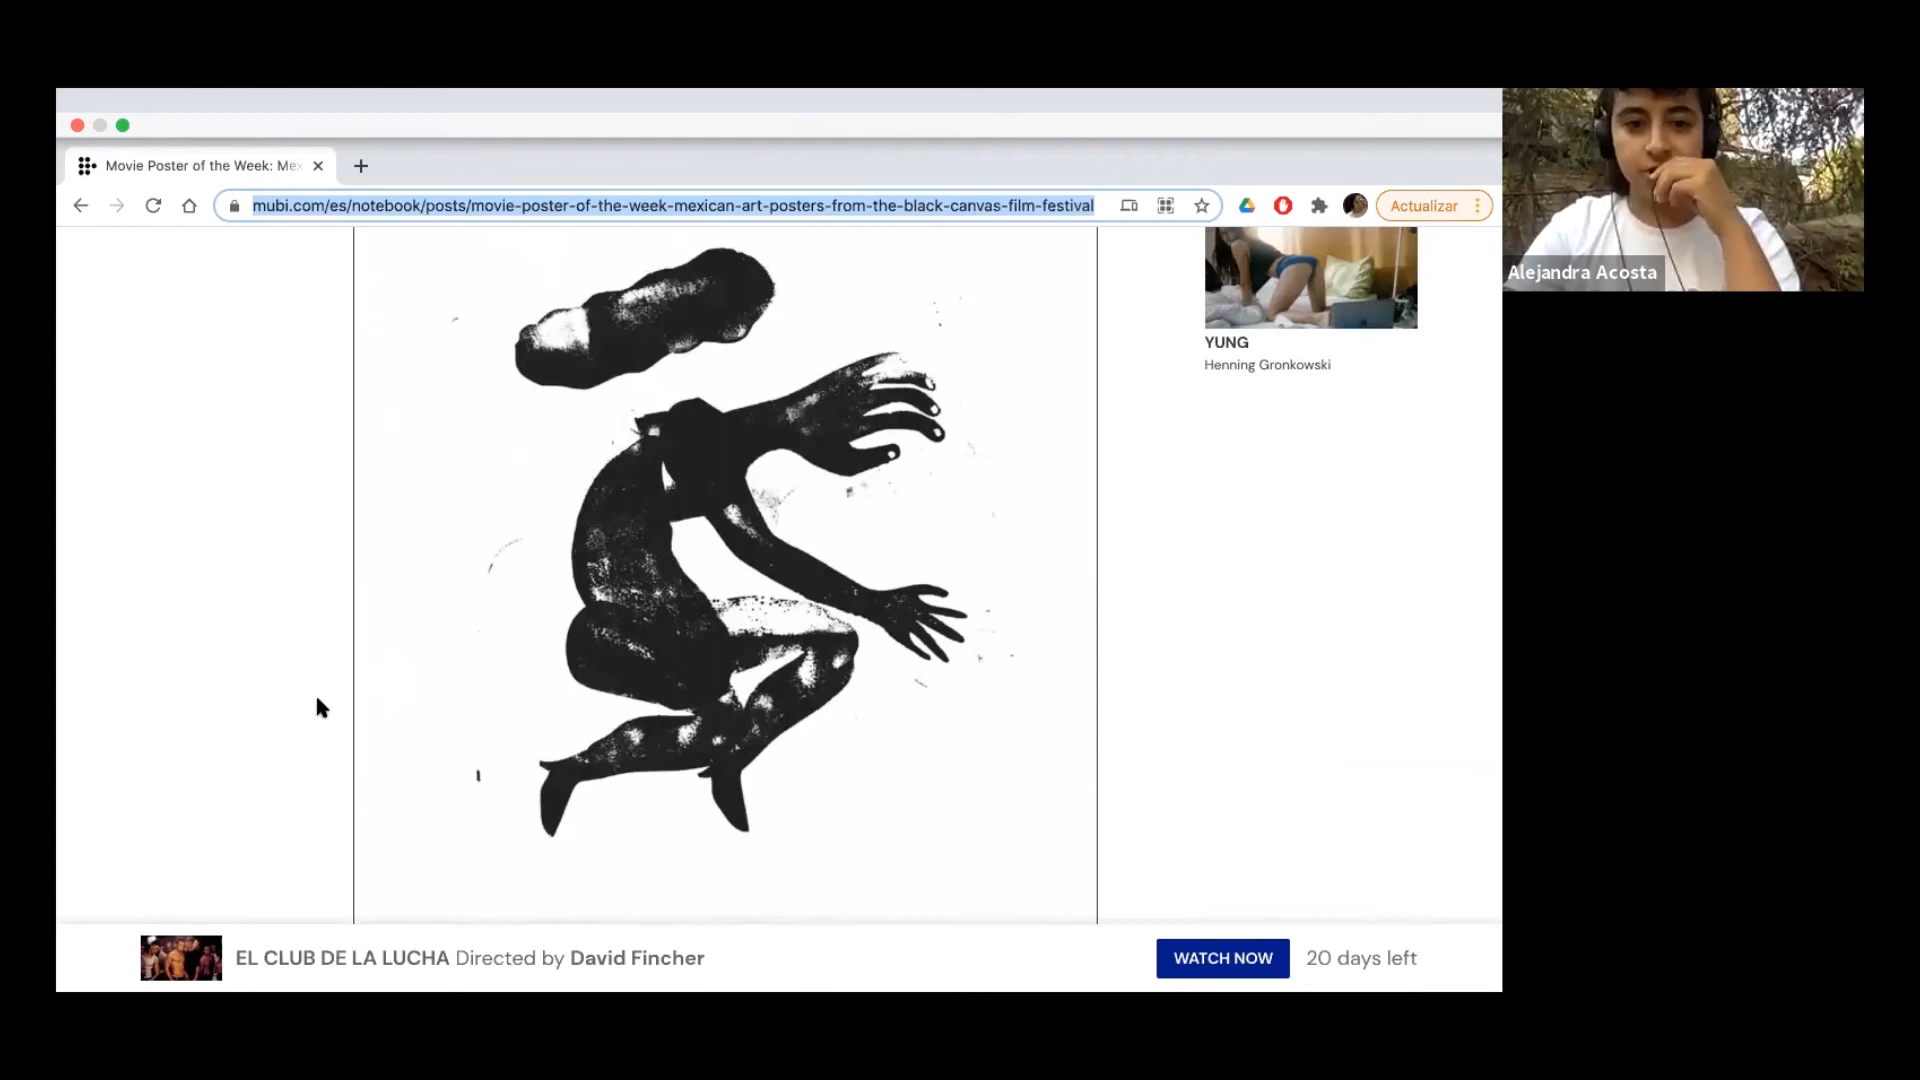 Movie Poster of the Week: Mex
mubi.com/es/notebook/posts/movie-poster-of-the-week-mexican-art-posters-from-the-black-canvas-film-festival
Actualizar
Alejandra Acosta
YUNG
Henning Gronkowski
EL CLUB DE LA LUCHA Directed by David Fincher
WATCH NOW
20 days left